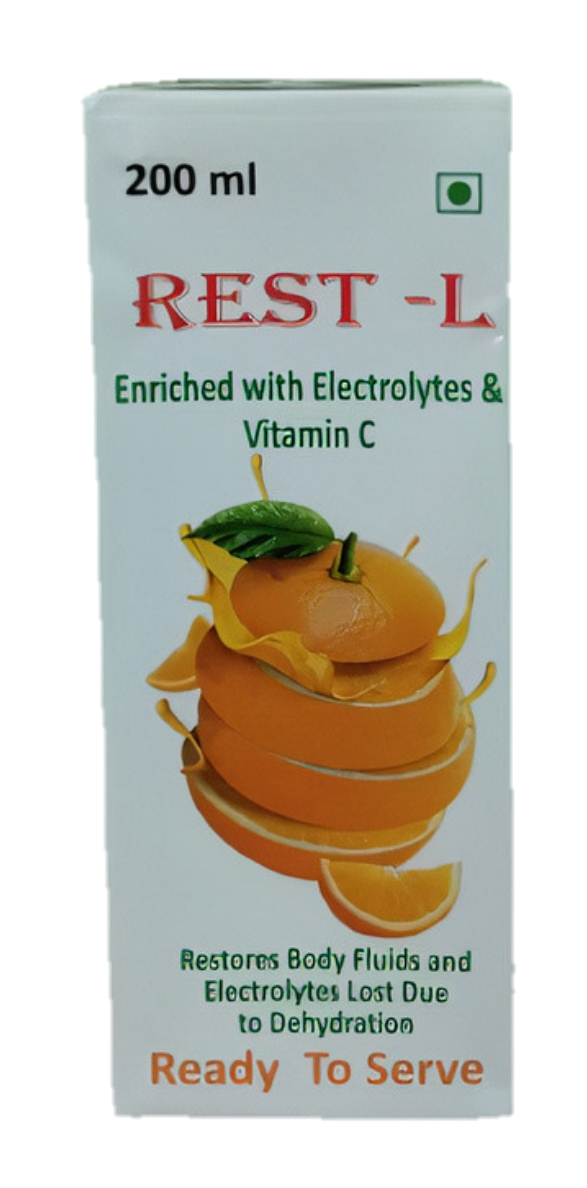 200 ml
REST -L
Enriched with Electrolytes &
Vitamin C
Restores Body Fluids and
Electrolytes Lost Due
to Dehydration
Ready To Serve